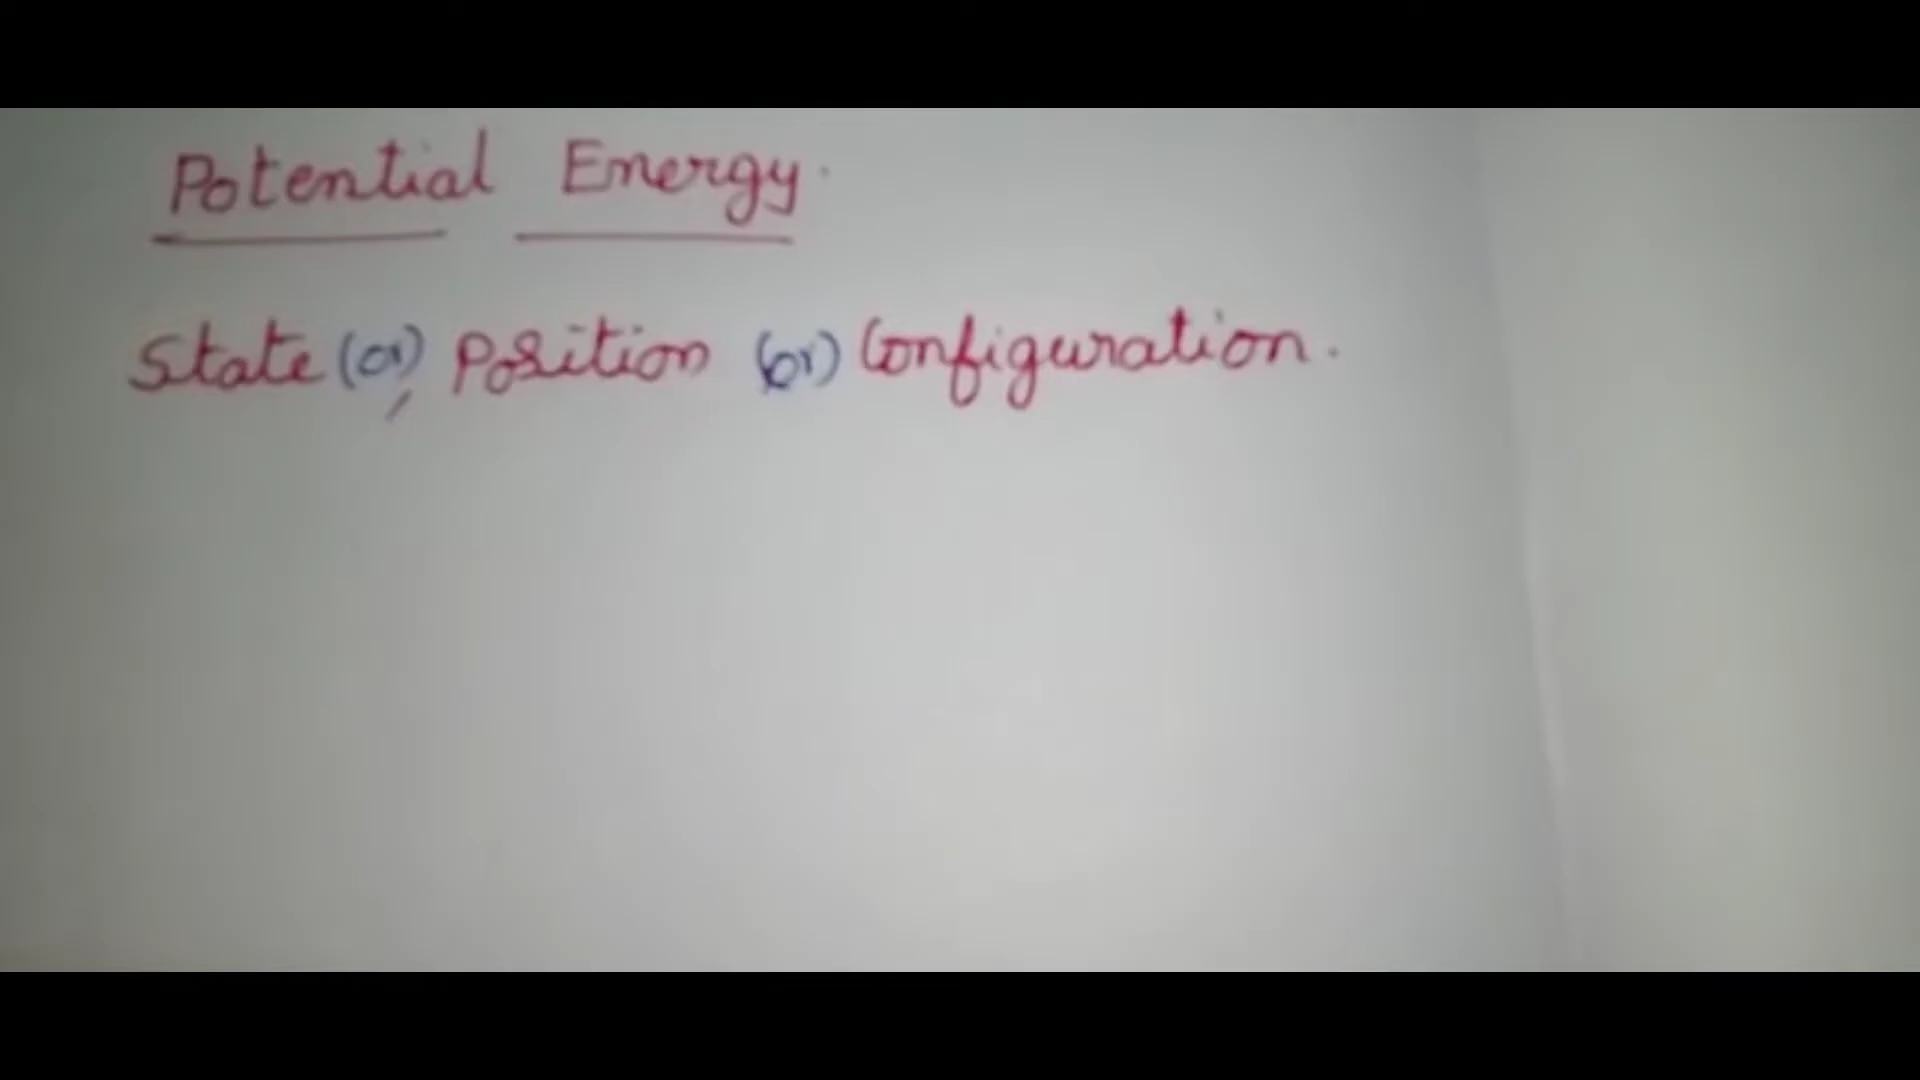 Potential Energy.
State (or) Position (or) Configuration.